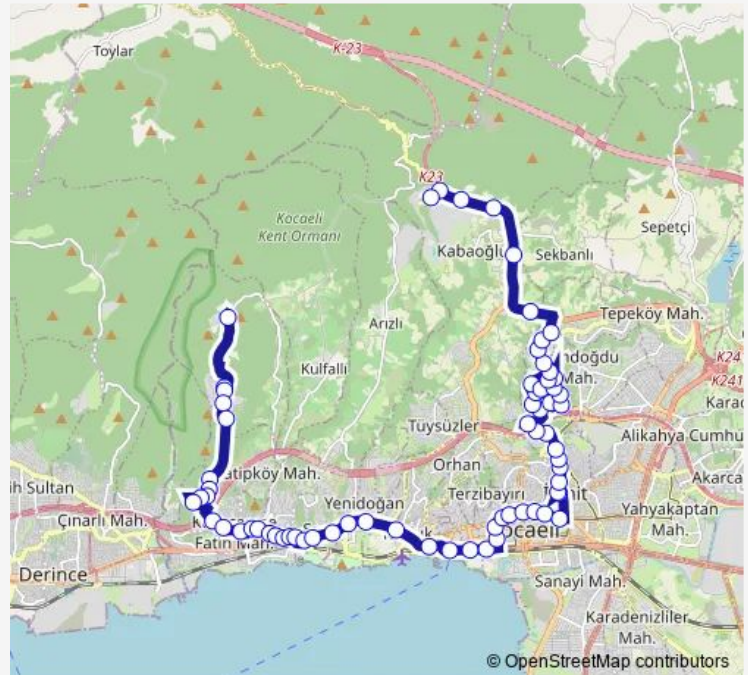 Toylar
K-23
K23
Kocaeli
Kent Ormanı
Sepetçi
Kabaoğlu
Sekbanlı
Arızlı
Tepeköy Mah.
Kulfallı
ndoğdu
Mah.
K24
K241
Tüysüzler
Alikahya Cumhu
Orhan
atipköy Mah.
Akarca
ih Sultan
Yenidoğan
Terzibayırı
Yahyakaptan
Mah.
Çınarlı Mah.
Fatih Mah.
ocaeli
Derince
Sanayi Mah.
Karadenizliler
Mah.
© OpenStreetMap contributors